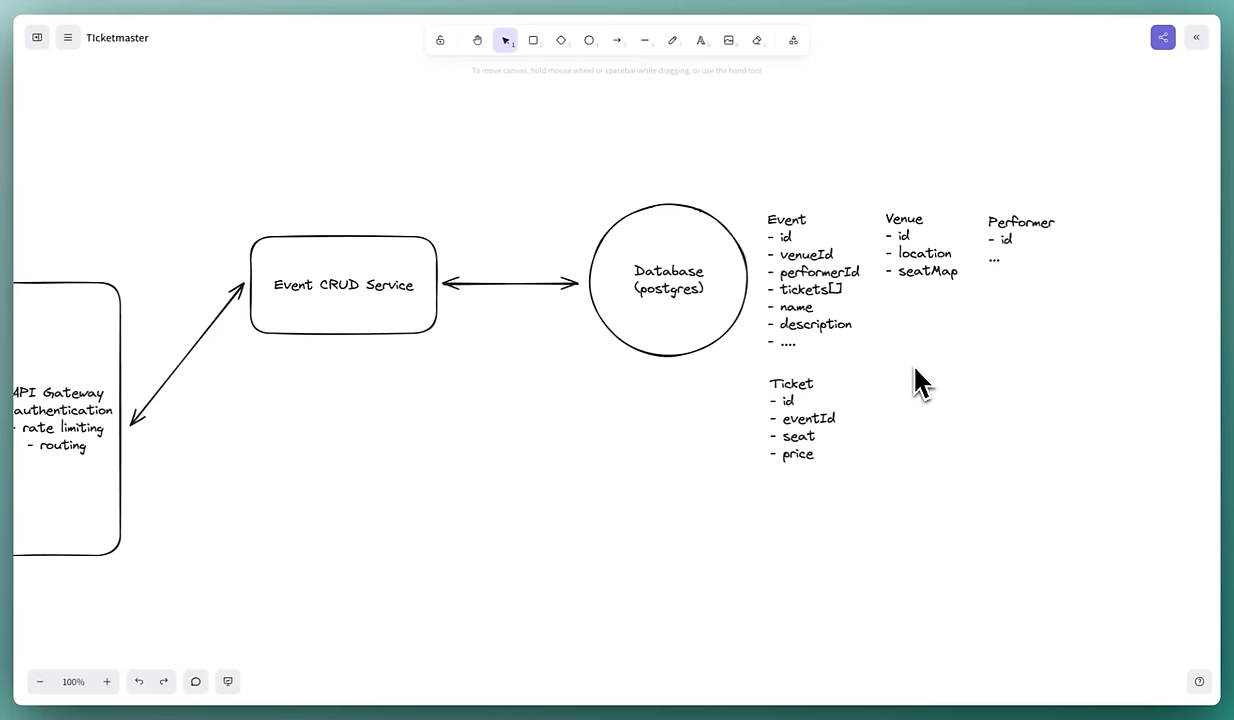 TIcketmaster
To move canvas, hold mouse wheel or spacebar while dragging, or use the hand tool
Event CRUD Service
Database
(postgres)
Event
- id
- venueId
- performerId
- tickets[]
- name
- description
- ....
Venue
- id
- location
- seatMap
Performer
- id
...
Ticket
- id
- eventId
- seat
- price
API Gateway
authentication
- rate limiting
- routing
100%